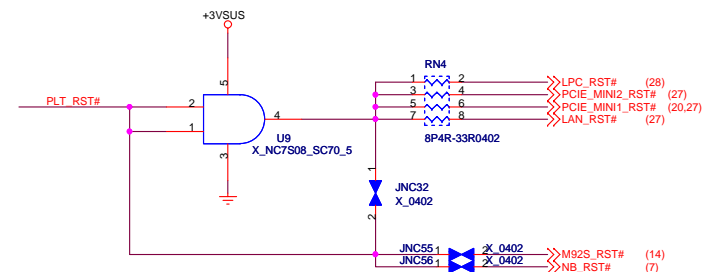 +3VSUS
PLT_RST#
5
2
1
4
3
U9
X_NC7S08_SC70_5
RN4
1 2 LPC_RST# (28)
3 4 PCIE_MINI2_RST# (27)
5 6 PCIE_MINI1_RST# (20,27)
7 8 LAN_RST# (27)
8P4R-33R0402
1
JNC32
X_0402
2
JNC55 1 2 X_0402 M92S_RST# (14)
JNC56 1 2 X_0402 NB_RST# (7)